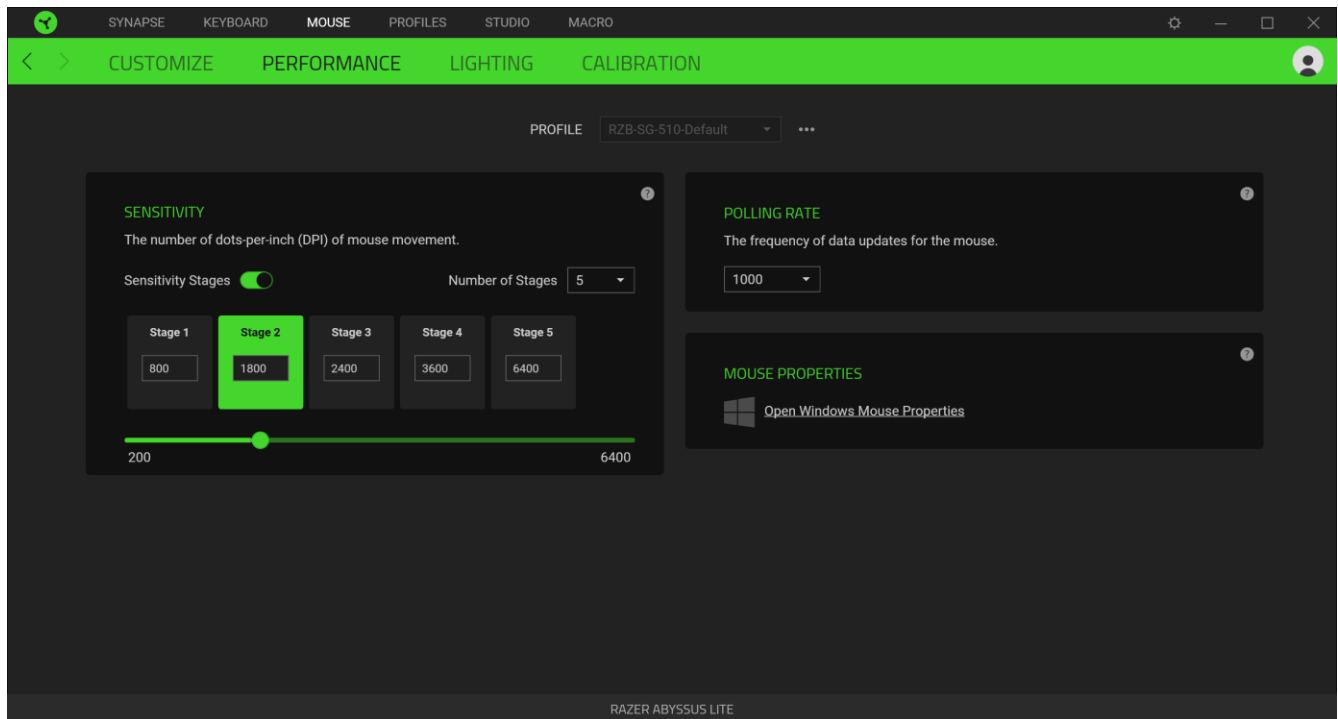 SYNAPSE KEYBOARD MOUSE PROFILES STUDIO MACRO
CUSTOMIZE PERFORMANCE LIGHTING CALIBRATION
PROFILE RZB-SG-510-Default
SENSITIVITY
The number of dots-per-inch (DPI) of mouse movement.
Sensitivity Stages Number of Stages 5
Stage 1 Stage 2 Stage 3 Stage 4 Stage 5
800 1800 2400 3600 6400
200 6400
POLLING RATE
The frequency of data updates for the mouse.
1000
MOUSE PROPERTIES
Open Windows Mouse Properties
RAZER ABYSSUS LITE